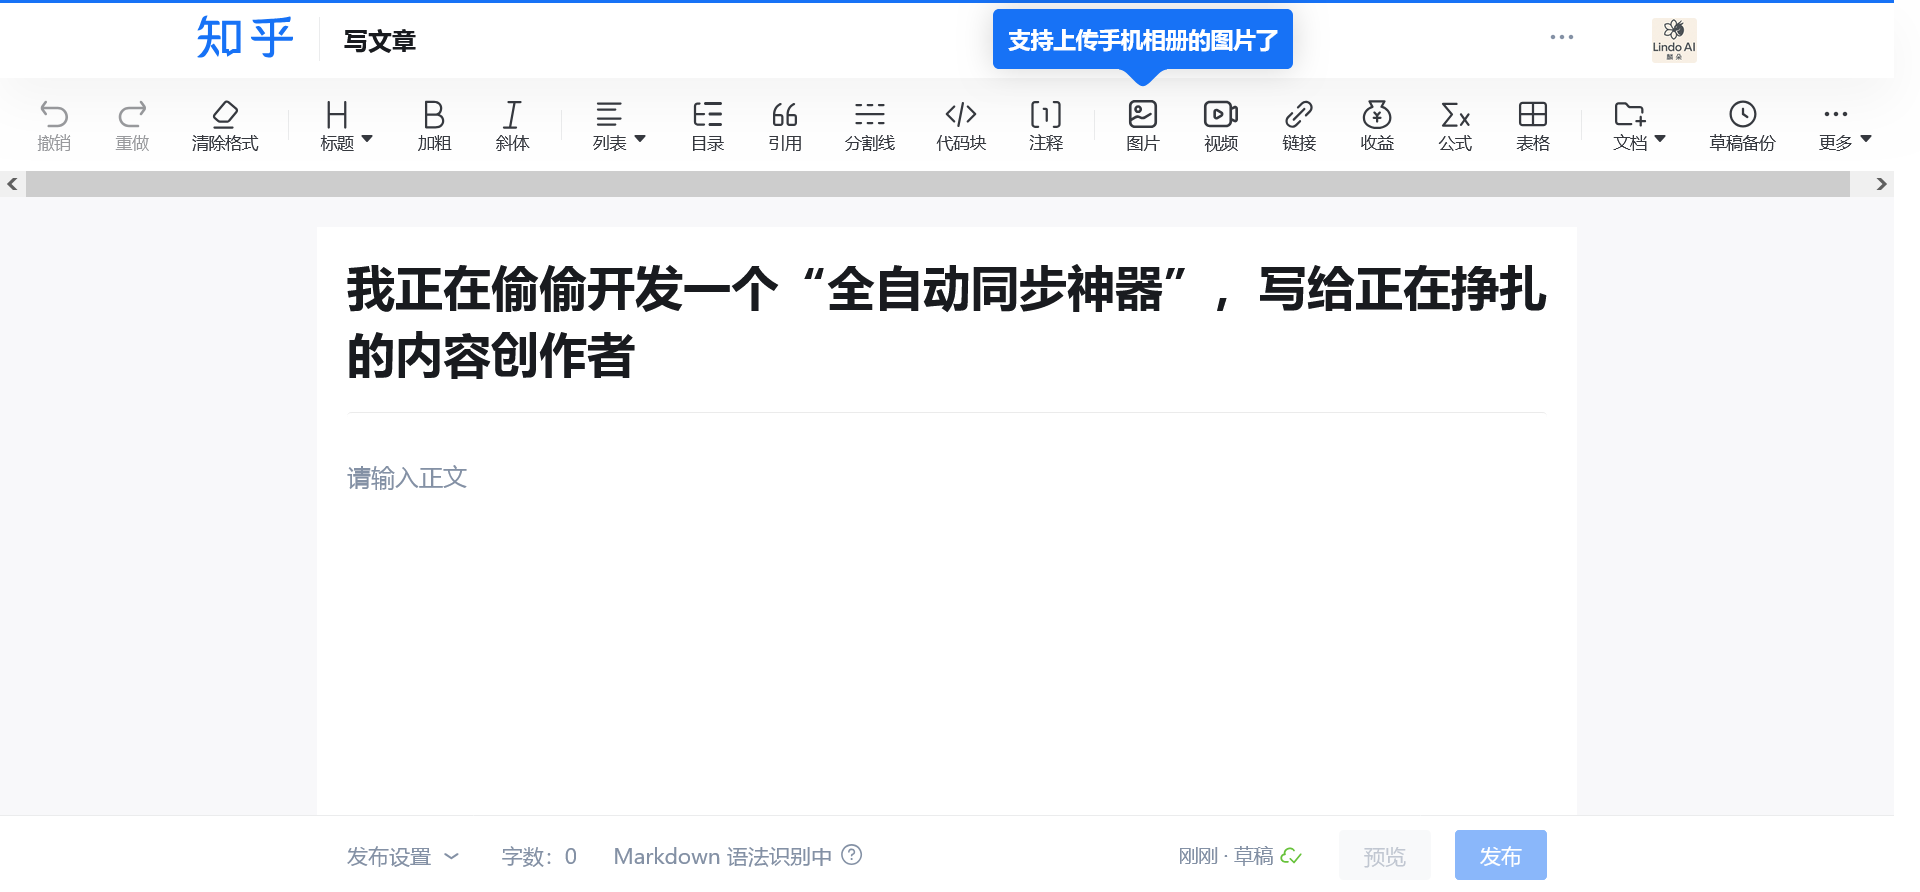 知乎
写文章
支持上传手机相册的图片了
Lindo AI
麟朵
撤销
重做
清除格式
标题
加粗
斜体
列表
目录
引用
分割线
代码块
注释
图片
视频
链接
收益
公式
表格
文档
草稿备份
更多
我正在偷偷开发一个“全自动同步神器”，写给正在挣扎
的内容创作者
请输入正文
发布设置
字数：0
Markdown 语法识别中
刚刚 · 草稿
预览
发布